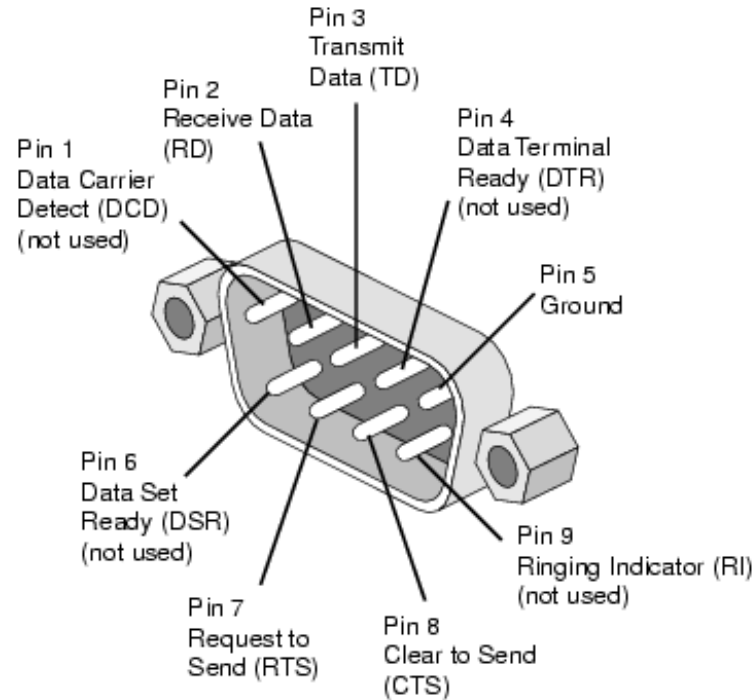 Pin 3
Transmit
Data (TD)
Pin 2
Receive Data
(RD)
Pin 4
Data Terminal
Ready (DTR)
(not used)
Pin 1
Data Carrier
Detect (DCD)
(not used)
Pin 5
Ground
Pin 6
Data Set
Ready (DSR)
(not used)
Pin 9
Ringing Indicator (RI)
(not used)
Pin 7
Request to
Send (RTS)
Pin 8
Clear to Send
(CTS)